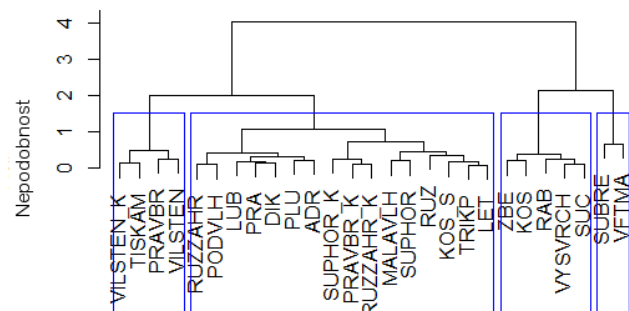 Nepodobnost
4
3
2
1
0
VILSTEN_K
TISKAM
PRAVBR
VILSTEN
RUZZAHR
PODVLH
LUB
PRA
DIK
PLU
ADR
SUPHOR_K
PRAVBR_K
RUZZAHR_K
MALAVLH
SUPHOR
RUZ
KOS_S
TRIKP
LET
ZBE
KOS
RAB
VYSVRCH
SUC
SUBRE
VFTMA